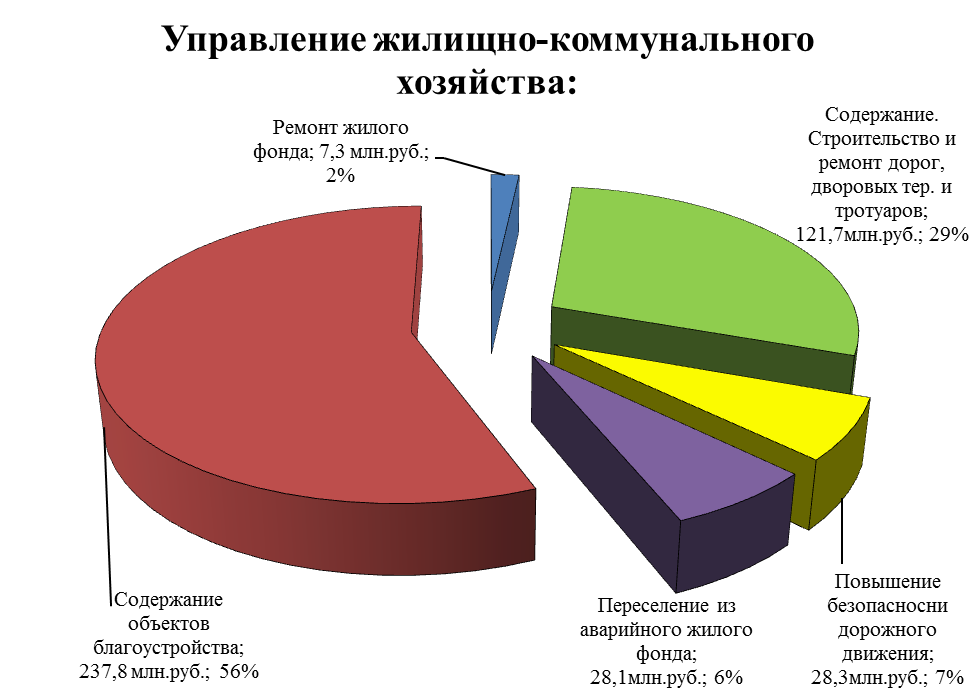 Управление жилищно-коммунального
хозяйства:
Ремонт жилого
фонда; 7,3 млн.руб.;
2%
Содержание.
Строительство и
ремонт дорог,
дворовых тер. и
тротуаров;
121,7млн.руб.; 29%
Содержание
объектов
благоустройства;
237,8 млн.руб.; 56%
Переселение из
аварийного жилого
фонда;
28,1млн.руб.; 6%
Повышение
безопасносни
дорожного
движения;
28,3млн.руб.; 7%